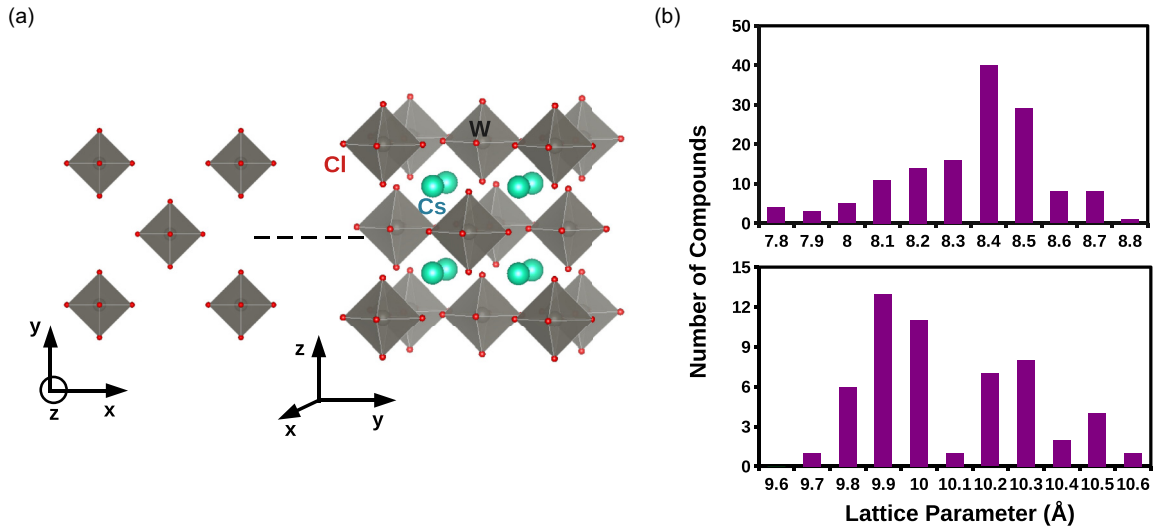 (a)
W
Cl
Cs
y
z
x
z
x
y
(b)
Number of Compounds
50
40
30
20
10
0
7.8 7.9 8 8.1 8.2 8.3 8.4 8.5 8.6 8.7 8.8
15
12
9
6
3
0
9.6 9.7 9.8 9.9 10 10.1 10.2 10.3 10.4 10.5 10.6
Lattice Parameter (Å)